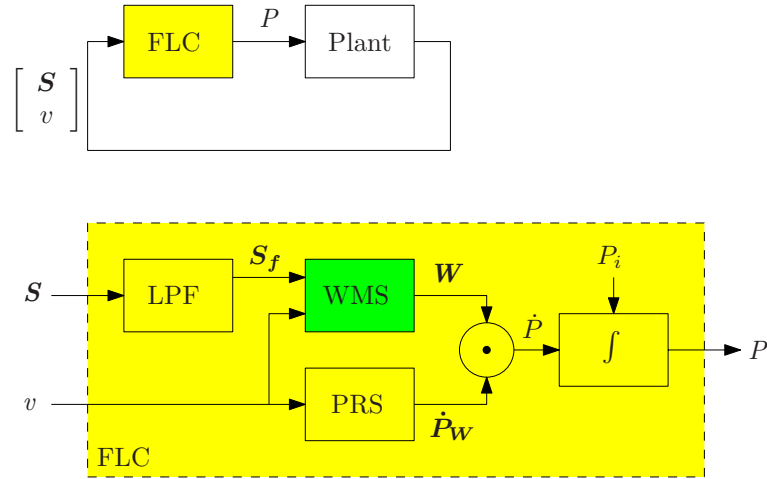 FLC
P
Plant
S
v
S_f
W
P_i
S
LPF
WMS
Ṗ
∫
P
v
PRS
Ṗ_W
FLC